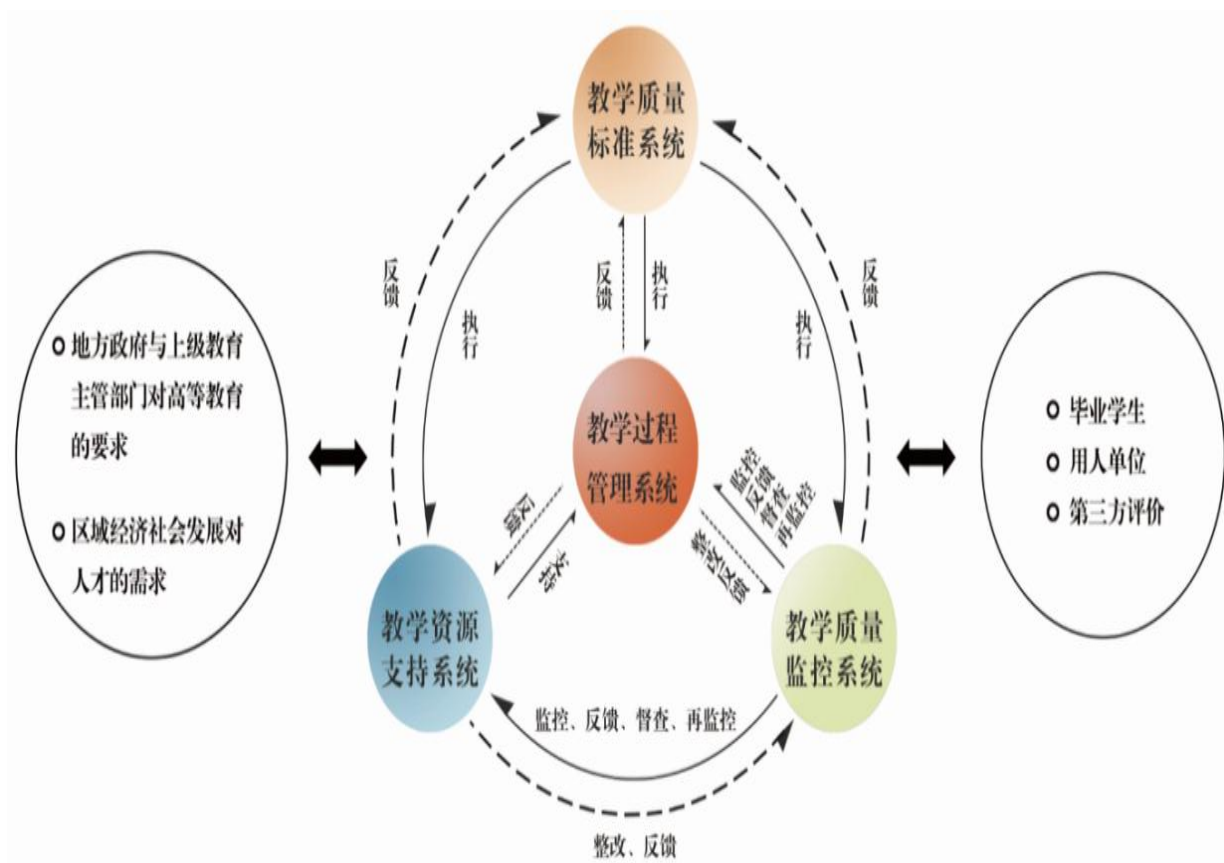 教学质量
标准系统
反馈
执行
反馈
执行
执行
反馈
地方政府与上级教育
主管部门对高等教育
的要求
区域经济社会发展对
人才的需求
教学过程
管理系统
毕业学生
用人单位
第三方评价
反馈
支持
监控
反馈
督查
再监控
整改
反馈
教学资源
支持系统
教学质量
监控系统
监控、反馈、督查、再监控
整改、反馈